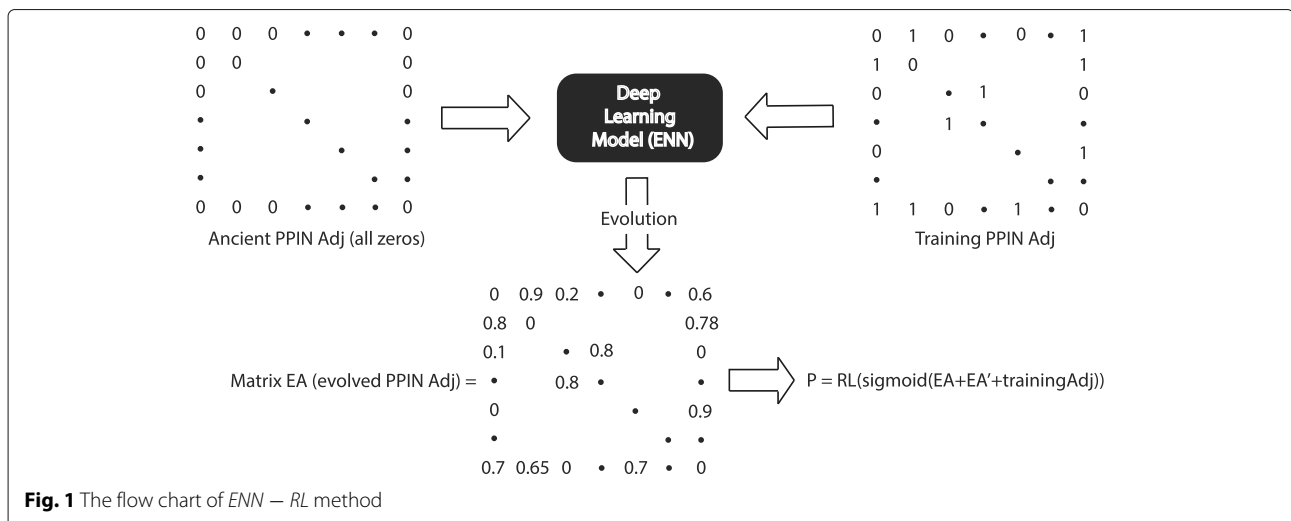 0 0 0 • • • 0
0 0 0
0 • 0
• • •
• • •
• • •
0 0 0 • • • 0
Ancient PPIN Adj (all zeros)
Deep
Learning
Model (ENN)
0 1 0 • 0 • 1
1 0 1
0 • 1 0
• 1 • •
0 • 1
• • •
1 1 0 • 1 • 0
Training PPIN Adj
Evolution
0 0.9 0.2 • 0 • 0.6
0.8 0 0.78
0.1 • 0.8 0
Matrix EA (evolved PPIN Adj) = • 0.8 • •
0 • 0.9
• • •
0.7 0.65 0 • 0.7 • 0
P = RL(sigmoid(EA+EA'+trainingAdj))
Fig. 1 The flow chart of ENN − RL method